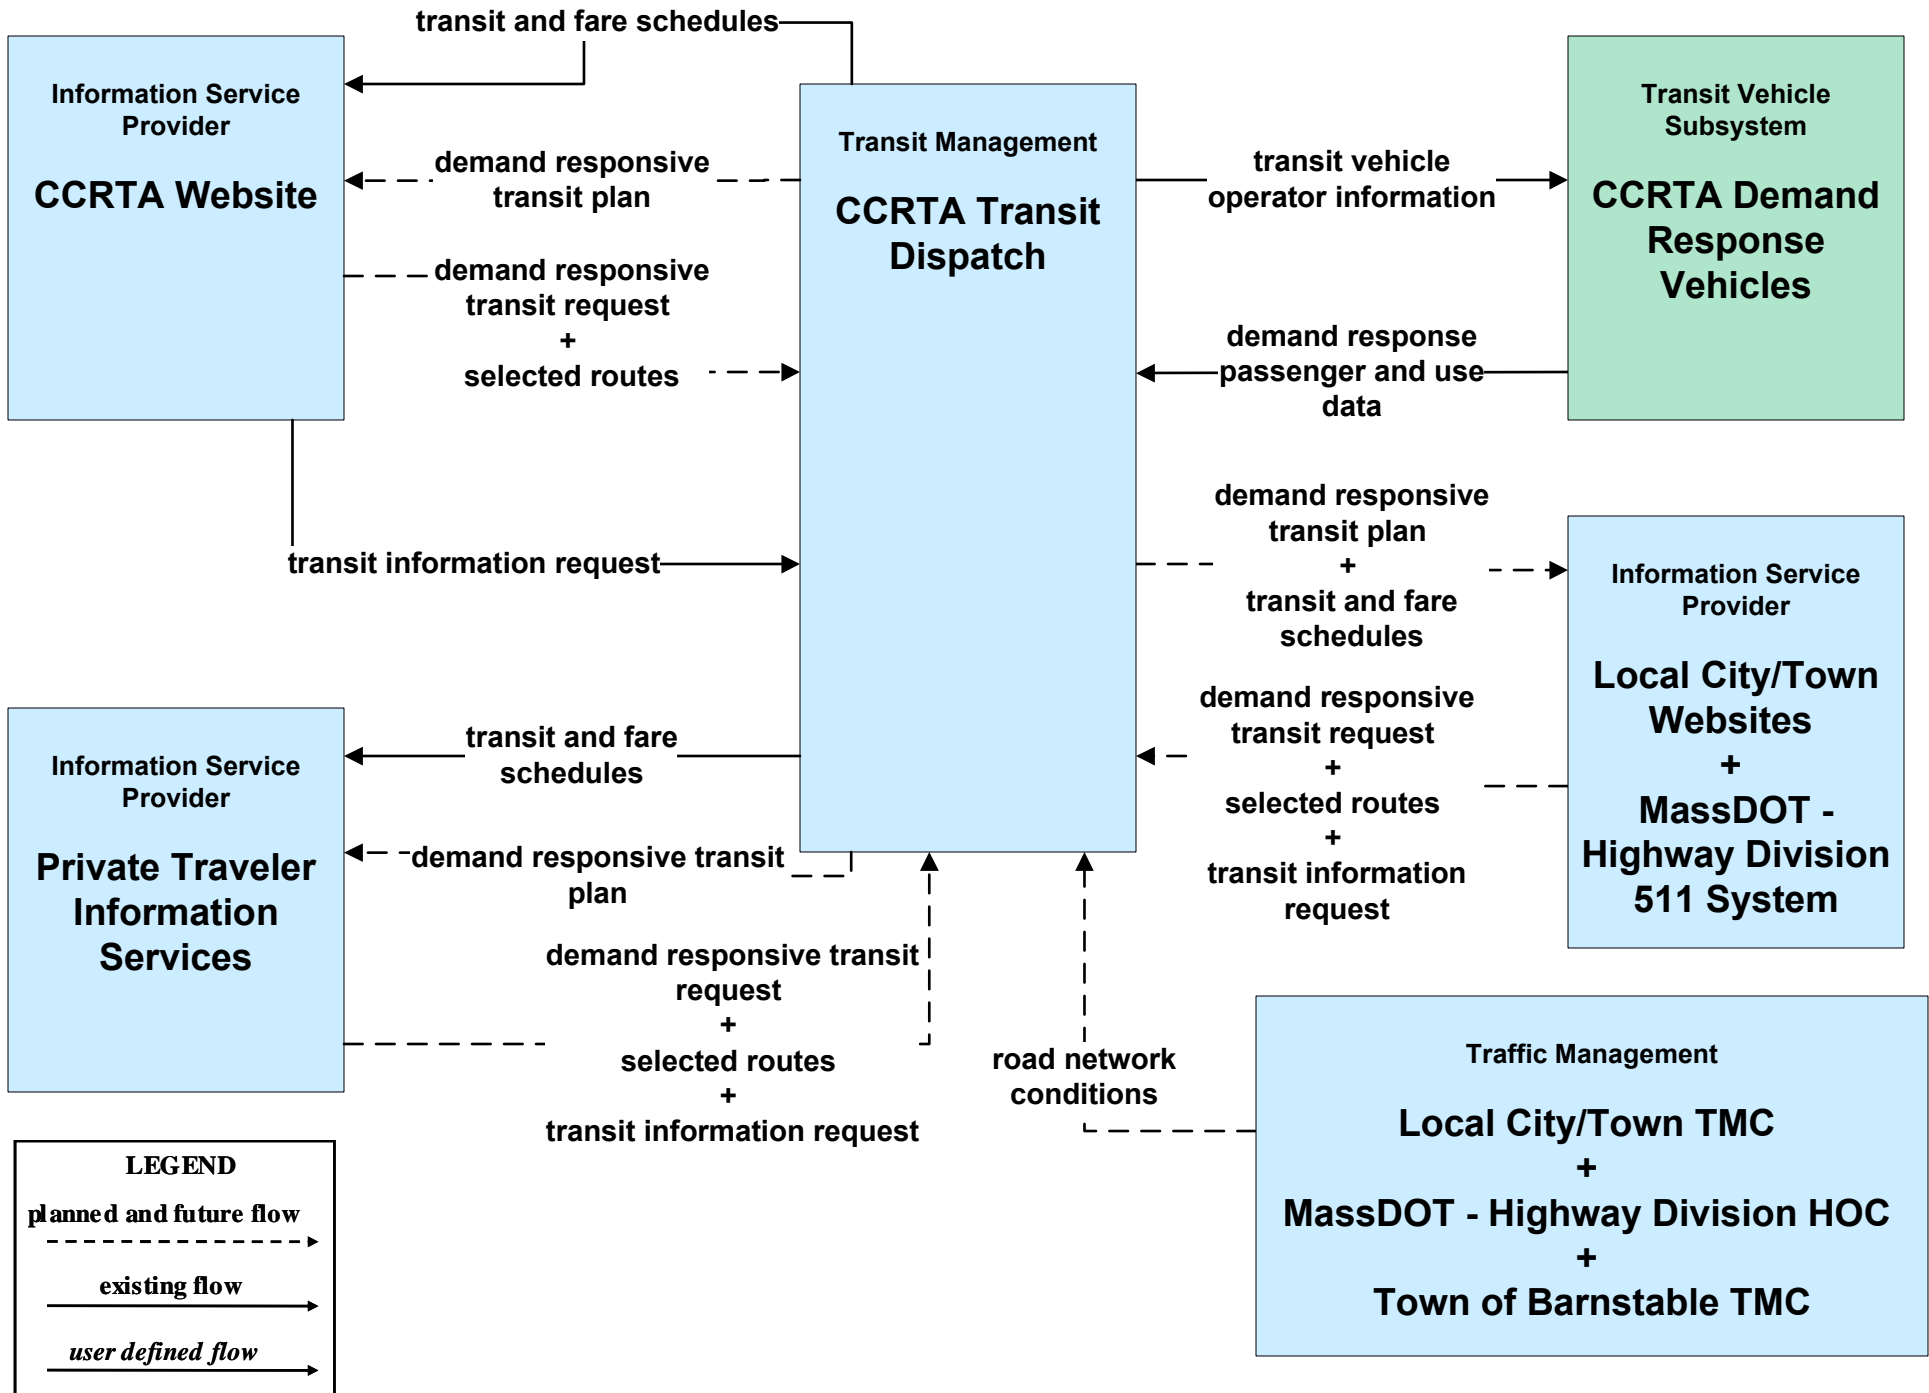 transit and fare schedules
Information Service
Provider
CCRTA Website
demand responsive
transit plan
demand responsive
transit request
+
selected routes
transit information request
Transit Management
CCRTA Transit
Dispatch
transit vehicle
operator information
demand response
passenger and use
data
Transit Vehicle
Subsystem
CCRTA Demand
Response
Vehicles
demand responsive
transit plan
+
transit and fare
schedules
demand responsive
transit request
+
selected routes
+
transit information
request
Information Service
Provider
Local City/Town
Websites
+
MassDOT -
Highway Division
511 System
Information Service
Provider
Private Traveler
Information
Services
transit and fare
schedules
demand responsive transit
plan
demand responsive transit
request
+
selected routes
+
transit information request
road network
conditions
Traffic Management
Local City/Town TMC
+
MassDOT - Highway Division HOC
+
Town of Barnstable TMC
LEGEND
planned and future flow
existing flow
user defined flow